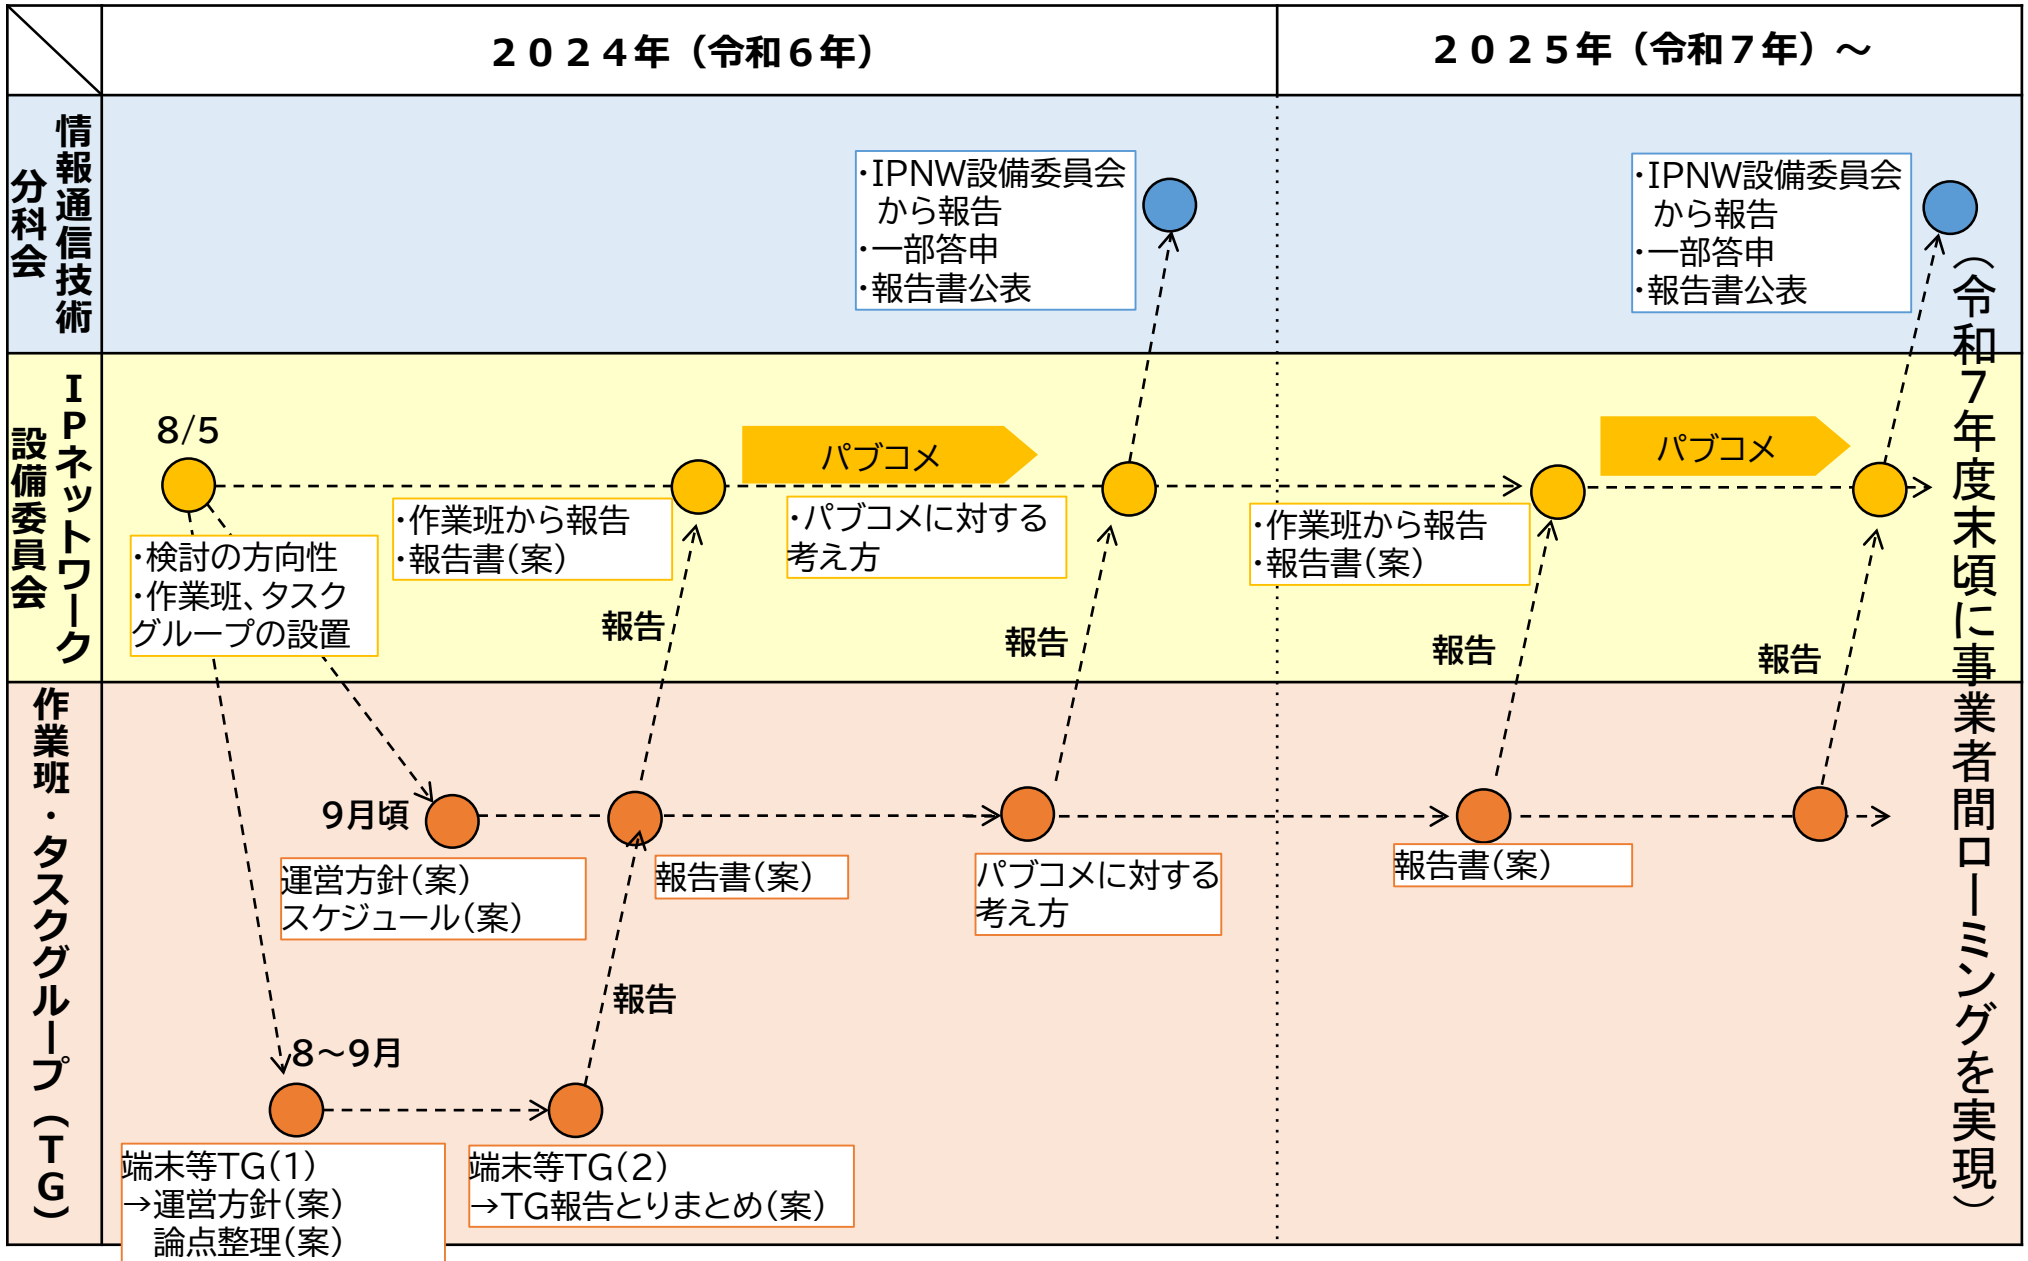 ２０２４年（令和６年）
２０２５年（令和７年）～
情報通信技術
分科会
・IPNW設備委員会
から報告
・一部答申
・報告書公表
・IPNW設備委員会
から報告
・一部答申
・報告書公表
（令和７年度末頃に事業者間ローミングを実現）
ＩＰネットワーク
設備委員会
8/5
・検討の方向性
・作業班、タスク
グループの設置
・作業班から報告
・報告書（案）
パブコメ
・パブコメに対する
考え方
・作業班から報告
・報告書（案）
パブコメ
報告
報告
報告
報告
作業班・タスクグループ（ＴＧ）
9月頃
運営方針（案）
スケジュール（案）
報告書（案）
パブコメに対する
考え方
報告書（案）
報告
8～9月
端末等TG（1）
→運営方針（案）
論点整理（案）
端末等TG（2）
→TG報告とりまとめ（案）